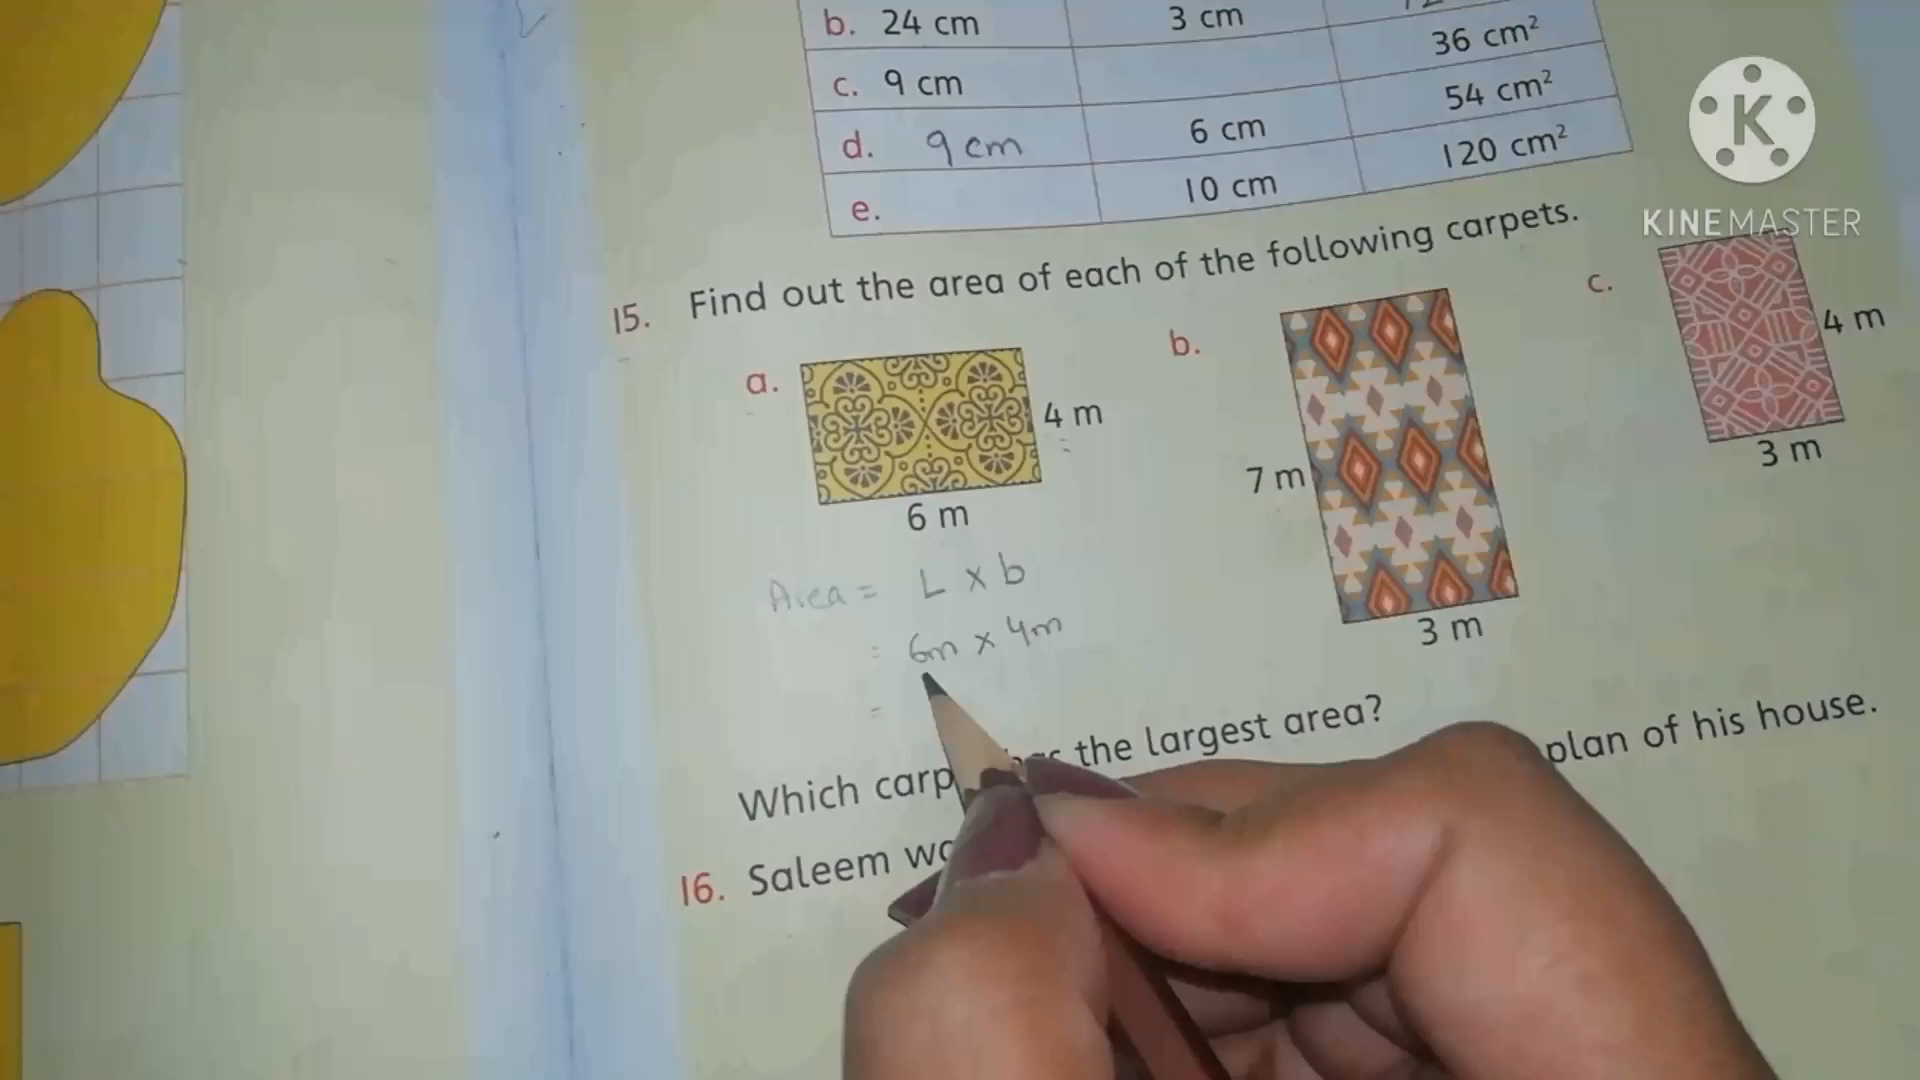 b. 24 cm 3 cm
c. 9 cm 36 cm²
d. 9 cm 6 cm 54 cm²
e. 10 cm 120 cm²
K
KINEMASTER
15. Find out the area of each of the following carpets.
a. 4 m
6 m
b. 7 m
3 m
c. 4 m
3 m
Area = L × b
= 6m × 4m
=
Which the largest area?
16. Saleem plan of his house.